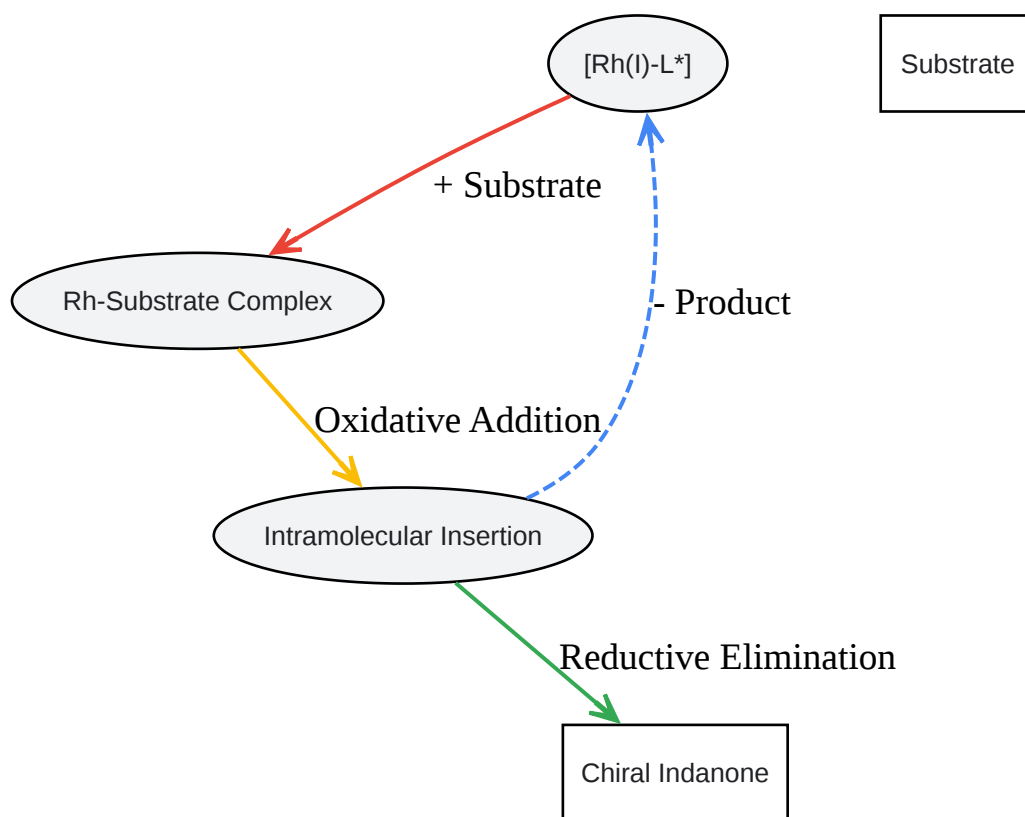 [Rh(I)-L*]
Substrate
+ Substrate
Rh-Substrate Complex
- Product
Oxidative Addition
Intramolecular Insertion
Reductive Elimination
Chiral Indanone